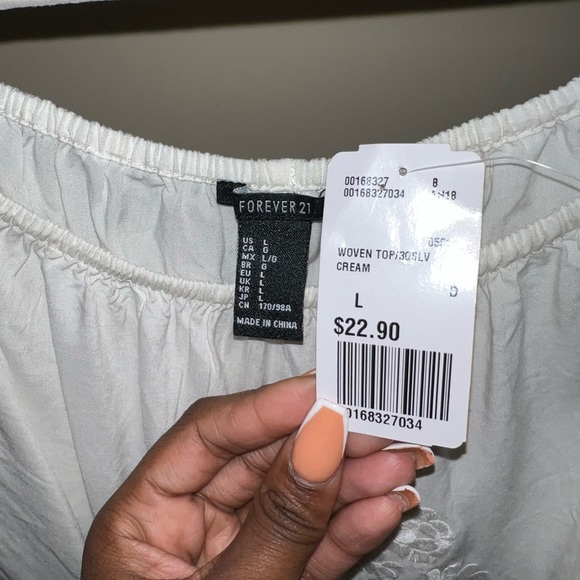 FOREVER 21
US L
CA G
MX L/G
BR G
EU L
UK L
KR L
JP L
CN 170/98A
MADE IN CHINA
00168327 B
00168327034
WOVEN TOP/3QSLV
CREAM
L D
$22.90
00168327034